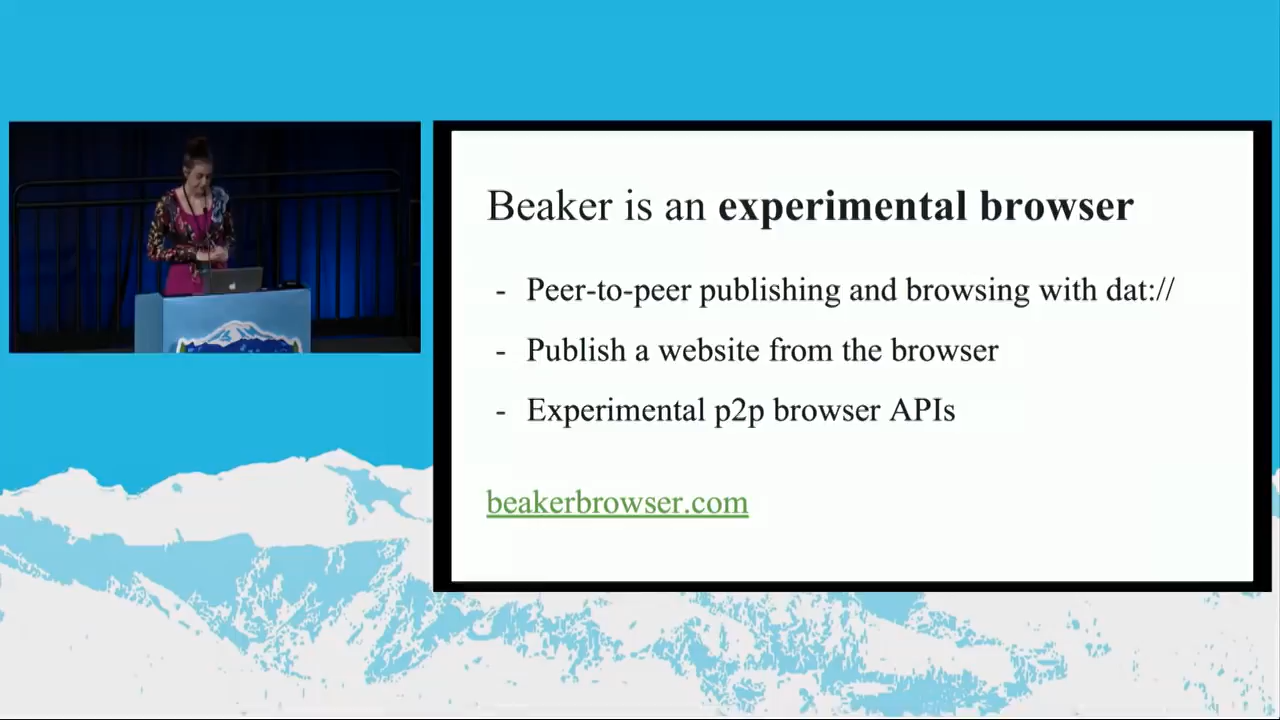 Beaker is an experimental browser
- Peer-to-peer publishing and browsing with dat://
- Publish a website from the browser
- Experimental p2p browser APIs
beakerbrowser.com